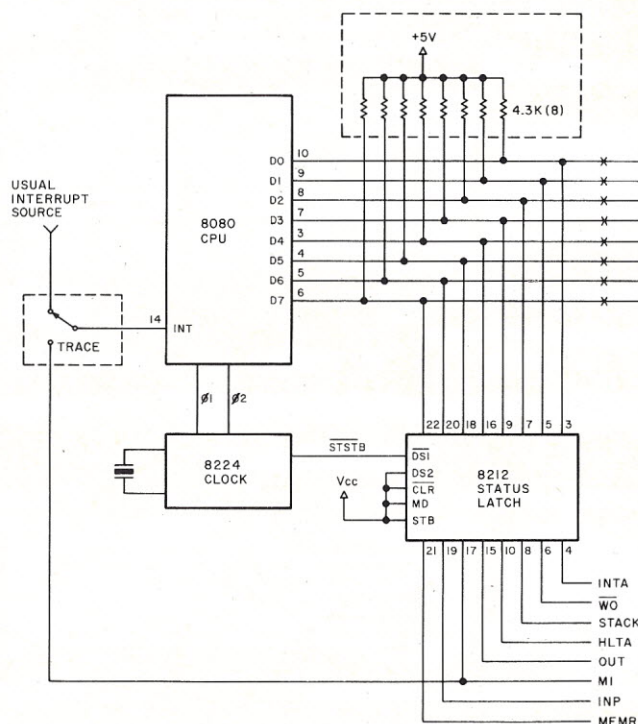 +5V
4.3K (8)
10
D0
9
D1
8
D2
7
D3
3
D4
4
D5
5
D6
6
D7
8080
CPU
USUAL
INTERRUPT
SOURCE
TRACE
14
INT
ø1
ø2
8224
CLOCK
STSTB
22 20 18 16 9 7 5 3
DS1
DS2
CLR
MD
STB
8212
STATUS
LATCH
Vcc
21 19 17 15 10 8 6 4
INTA
WO
STACK
HLTA
OUT
MI
INP
MEMR